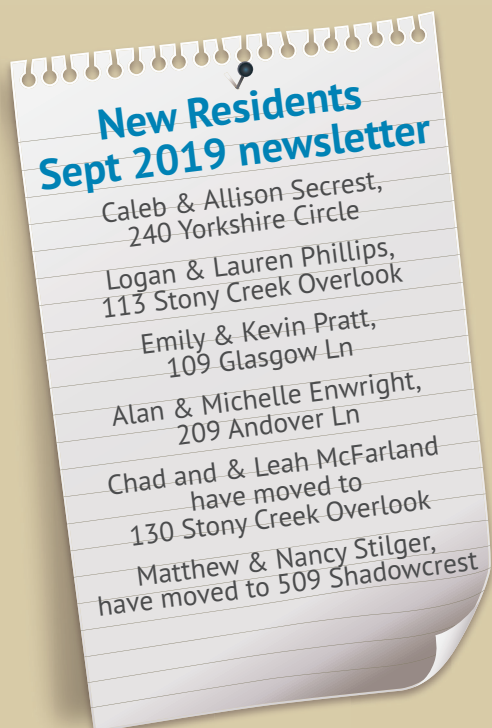 New Residents
Sept 2019 newsletter
Caleb & Allison Secrest,
240 Yorkshire Circle
Logan & Lauren Phillips,
113 Stony Creek Overlook
Emily & Kevin Pratt,
109 Glasgow Ln
Alan & Michelle Enwright,
209 Andover Ln
Chad and & Leah McFarland
have moved to
130 Stony Creek Overlook
Matthew & Nancy Stilger,
have moved to 509 Shadowcrest